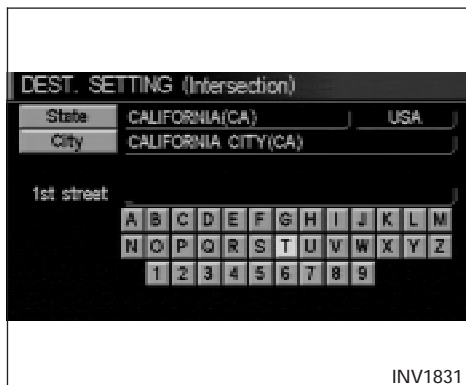 DEST. SETTING (Intersection)
State CALIFORNIA(CA) USA
City CALIFORNIA CITY(CA)
1st street _
A B C D E F G H I J K L M
N O P Q R S T U V W X Y Z
1 2 3 4 5 6 7 8 9
INV1831